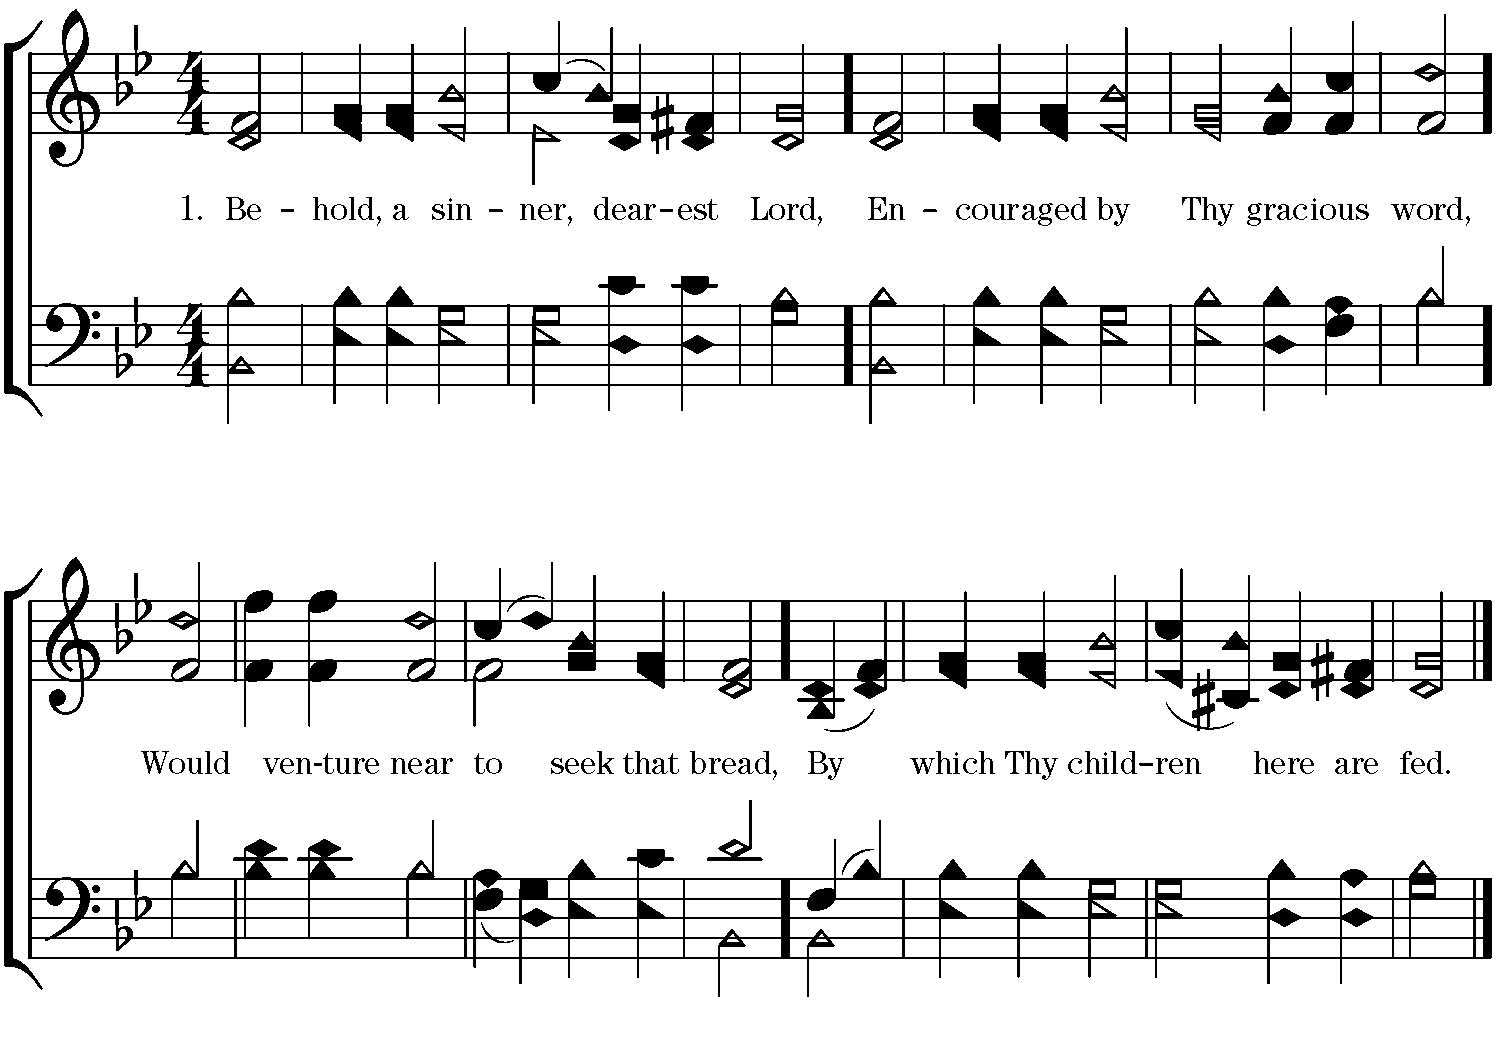 1. Be - hold, a sin - ner, dear-est Lord, En - couraged by Thy gracious word,
Would ven-ture near to seek that bread, By which Thy child-ren here are fed.